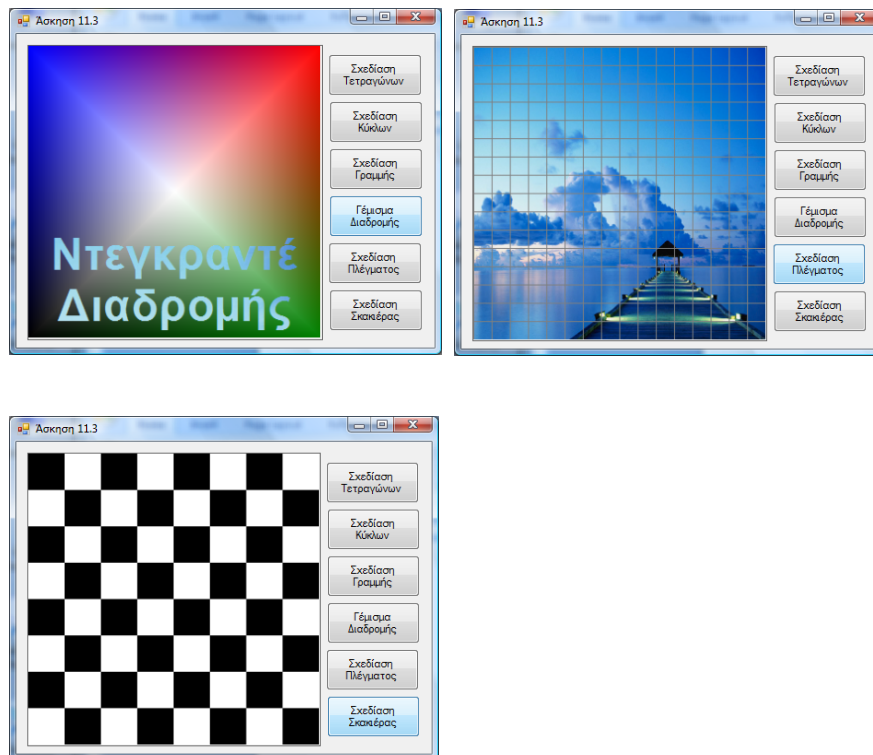 Άσκηση 11.3
Σχεδίαση
Τετραγώνων
Σχεδίαση
Κύκλων
Σχεδίαση
Γραμμής
Γέμισμα
Διαδρομής
Σχεδίαση
Πλέγματος
Σχεδίαση
Σκακιέρας
Ντεγκραντέ
Διαδρομής
Άσκηση 11.3
Σχεδίαση
Τετραγώνων
Σχεδίαση
Κύκλων
Σχεδίαση
Γραμμής
Γέμισμα
Διαδρομής
Σχεδίαση
Πλέγματος
Σχεδίαση
Σκακιέρας
Άσκηση 11.3
Σχεδίαση
Τετραγώνων
Σχεδίαση
Κύκλων
Σχεδίαση
Γραμμής
Γέμισμα
Διαδρομής
Σχεδίαση
Πλέγματος
Σχεδίαση
Σκακιέρας